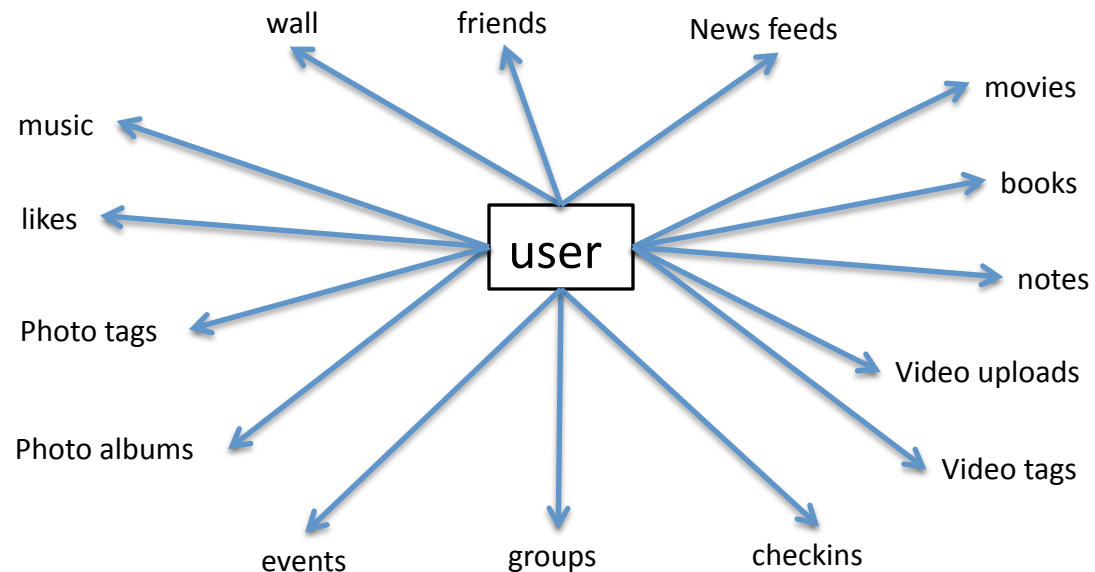 wall
friends
News feeds
movies
music
books
likes
user
notes
Photo tags
Video uploads
Photo albums
Video tags
events
groups
checkins